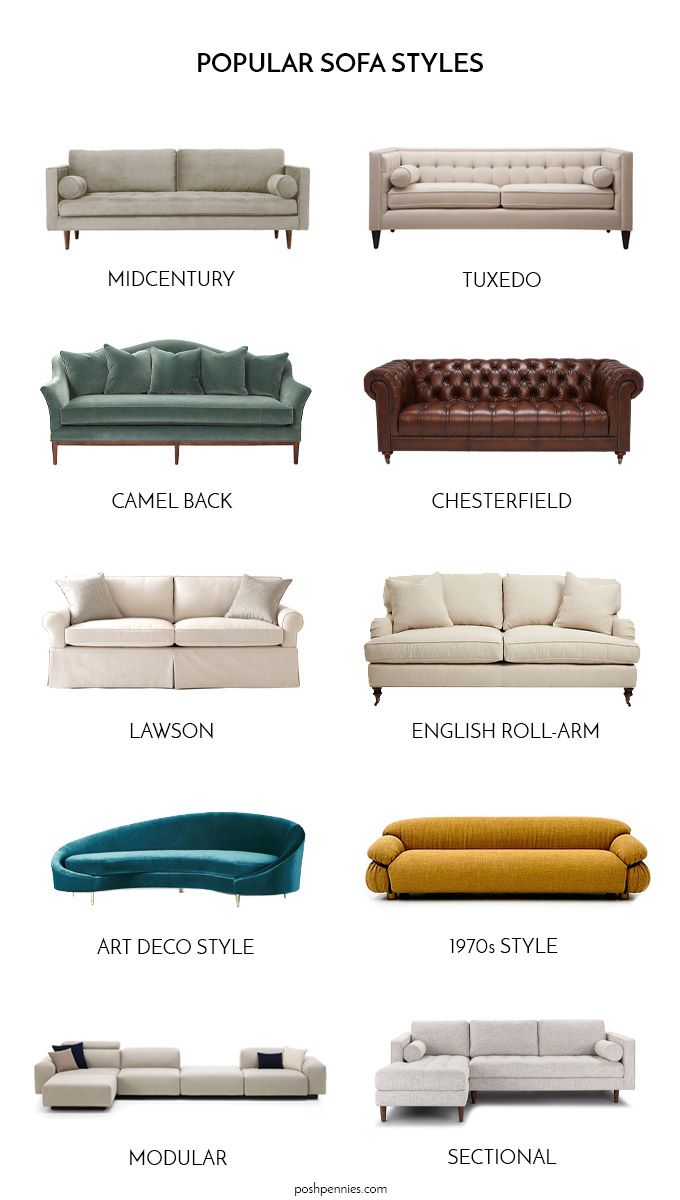 POPULAR SOFA STYLES
MIDCENTURY
TUXEDO
CAMEL BACK
CHESTERFIELD
LAWSON
ENGLISH ROLL-ARM
ART DECO STYLE
1970s STYLE
MODULAR
SECTIONAL
poshpennies.com